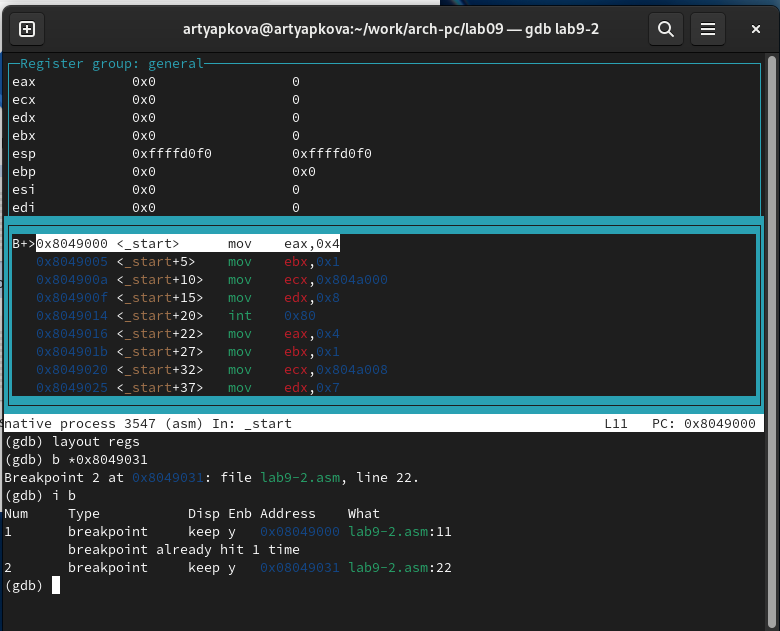 artyapkova@artyapkova:~/work/arch-pc/lab09 — gdb lab9-2
Register group: general
eax            0x0                 0
ecx            0x0                 0
edx            0x0                 0
ebx            0x0                 0
esp            0xffffd0f0          0xffffd0f0
ebp            0x0                 0x0
esi            0x0                 0
edi            0x0                 0
B+>0x8049000 <_start>      mov    eax,0x4
0x8049005 <_start+5>    mov    ebx,0x1
0x804900a <_start+10>   mov    ecx,0x804a000
0x804900f <_start+15>   mov    edx,0x8
0x8049014 <_start+20>   int    0x80
0x8049016 <_start+22>   mov    eax,0x4
0x804901b <_start+27>   mov    ebx,0x1
0x8049020 <_start+32>   mov    ecx,0x804a008
0x8049025 <_start+37>   mov    edx,0x7
native process 3547 (asm) In: _start                                       L11   PC: 0x8049000
(gdb) layout regs
(gdb) b *0x8049031
Breakpoint 2 at 0x8049031: file lab9-2.asm, line 22.
(gdb) i b
Num     Type           Disp Enb Address    What
1       breakpoint     keep y   0x08049000 lab9-2.asm:11
        breakpoint already hit 1 time
2       breakpoint     keep y   0x08049031 lab9-2.asm:22
(gdb)